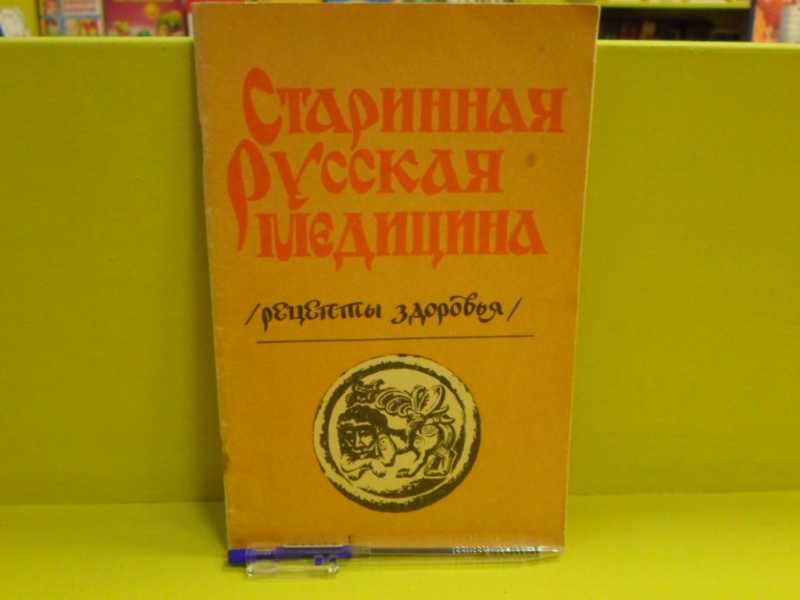 Старинная
Русская
Медицина
/рецепты здоровья/